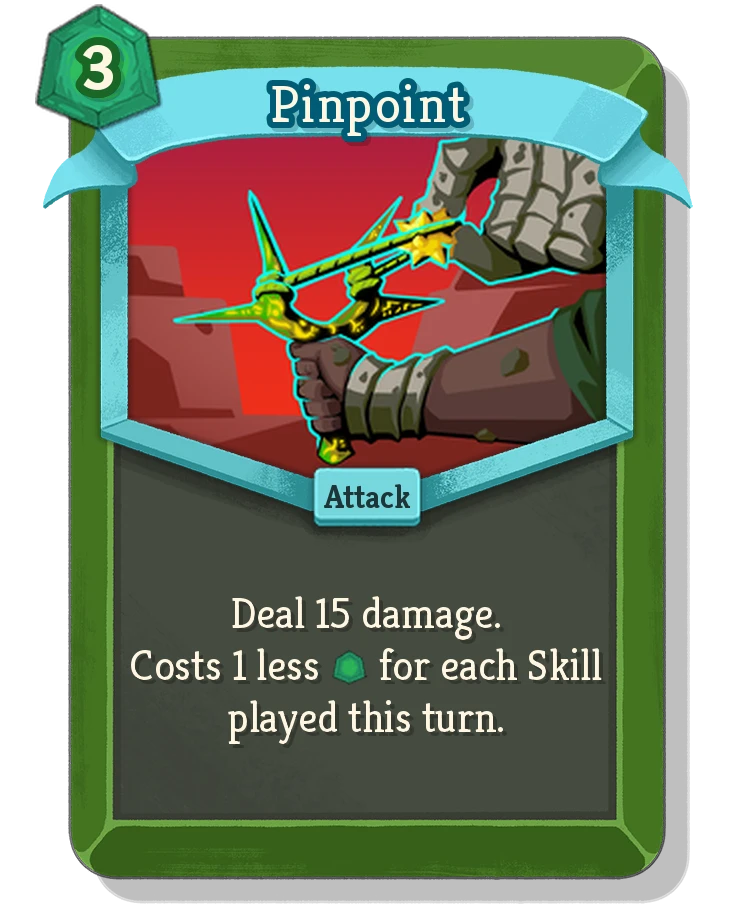 3
Pinpoint
Attack
Deal 15 damage.
Costs 1 less for each Skill
played this turn.